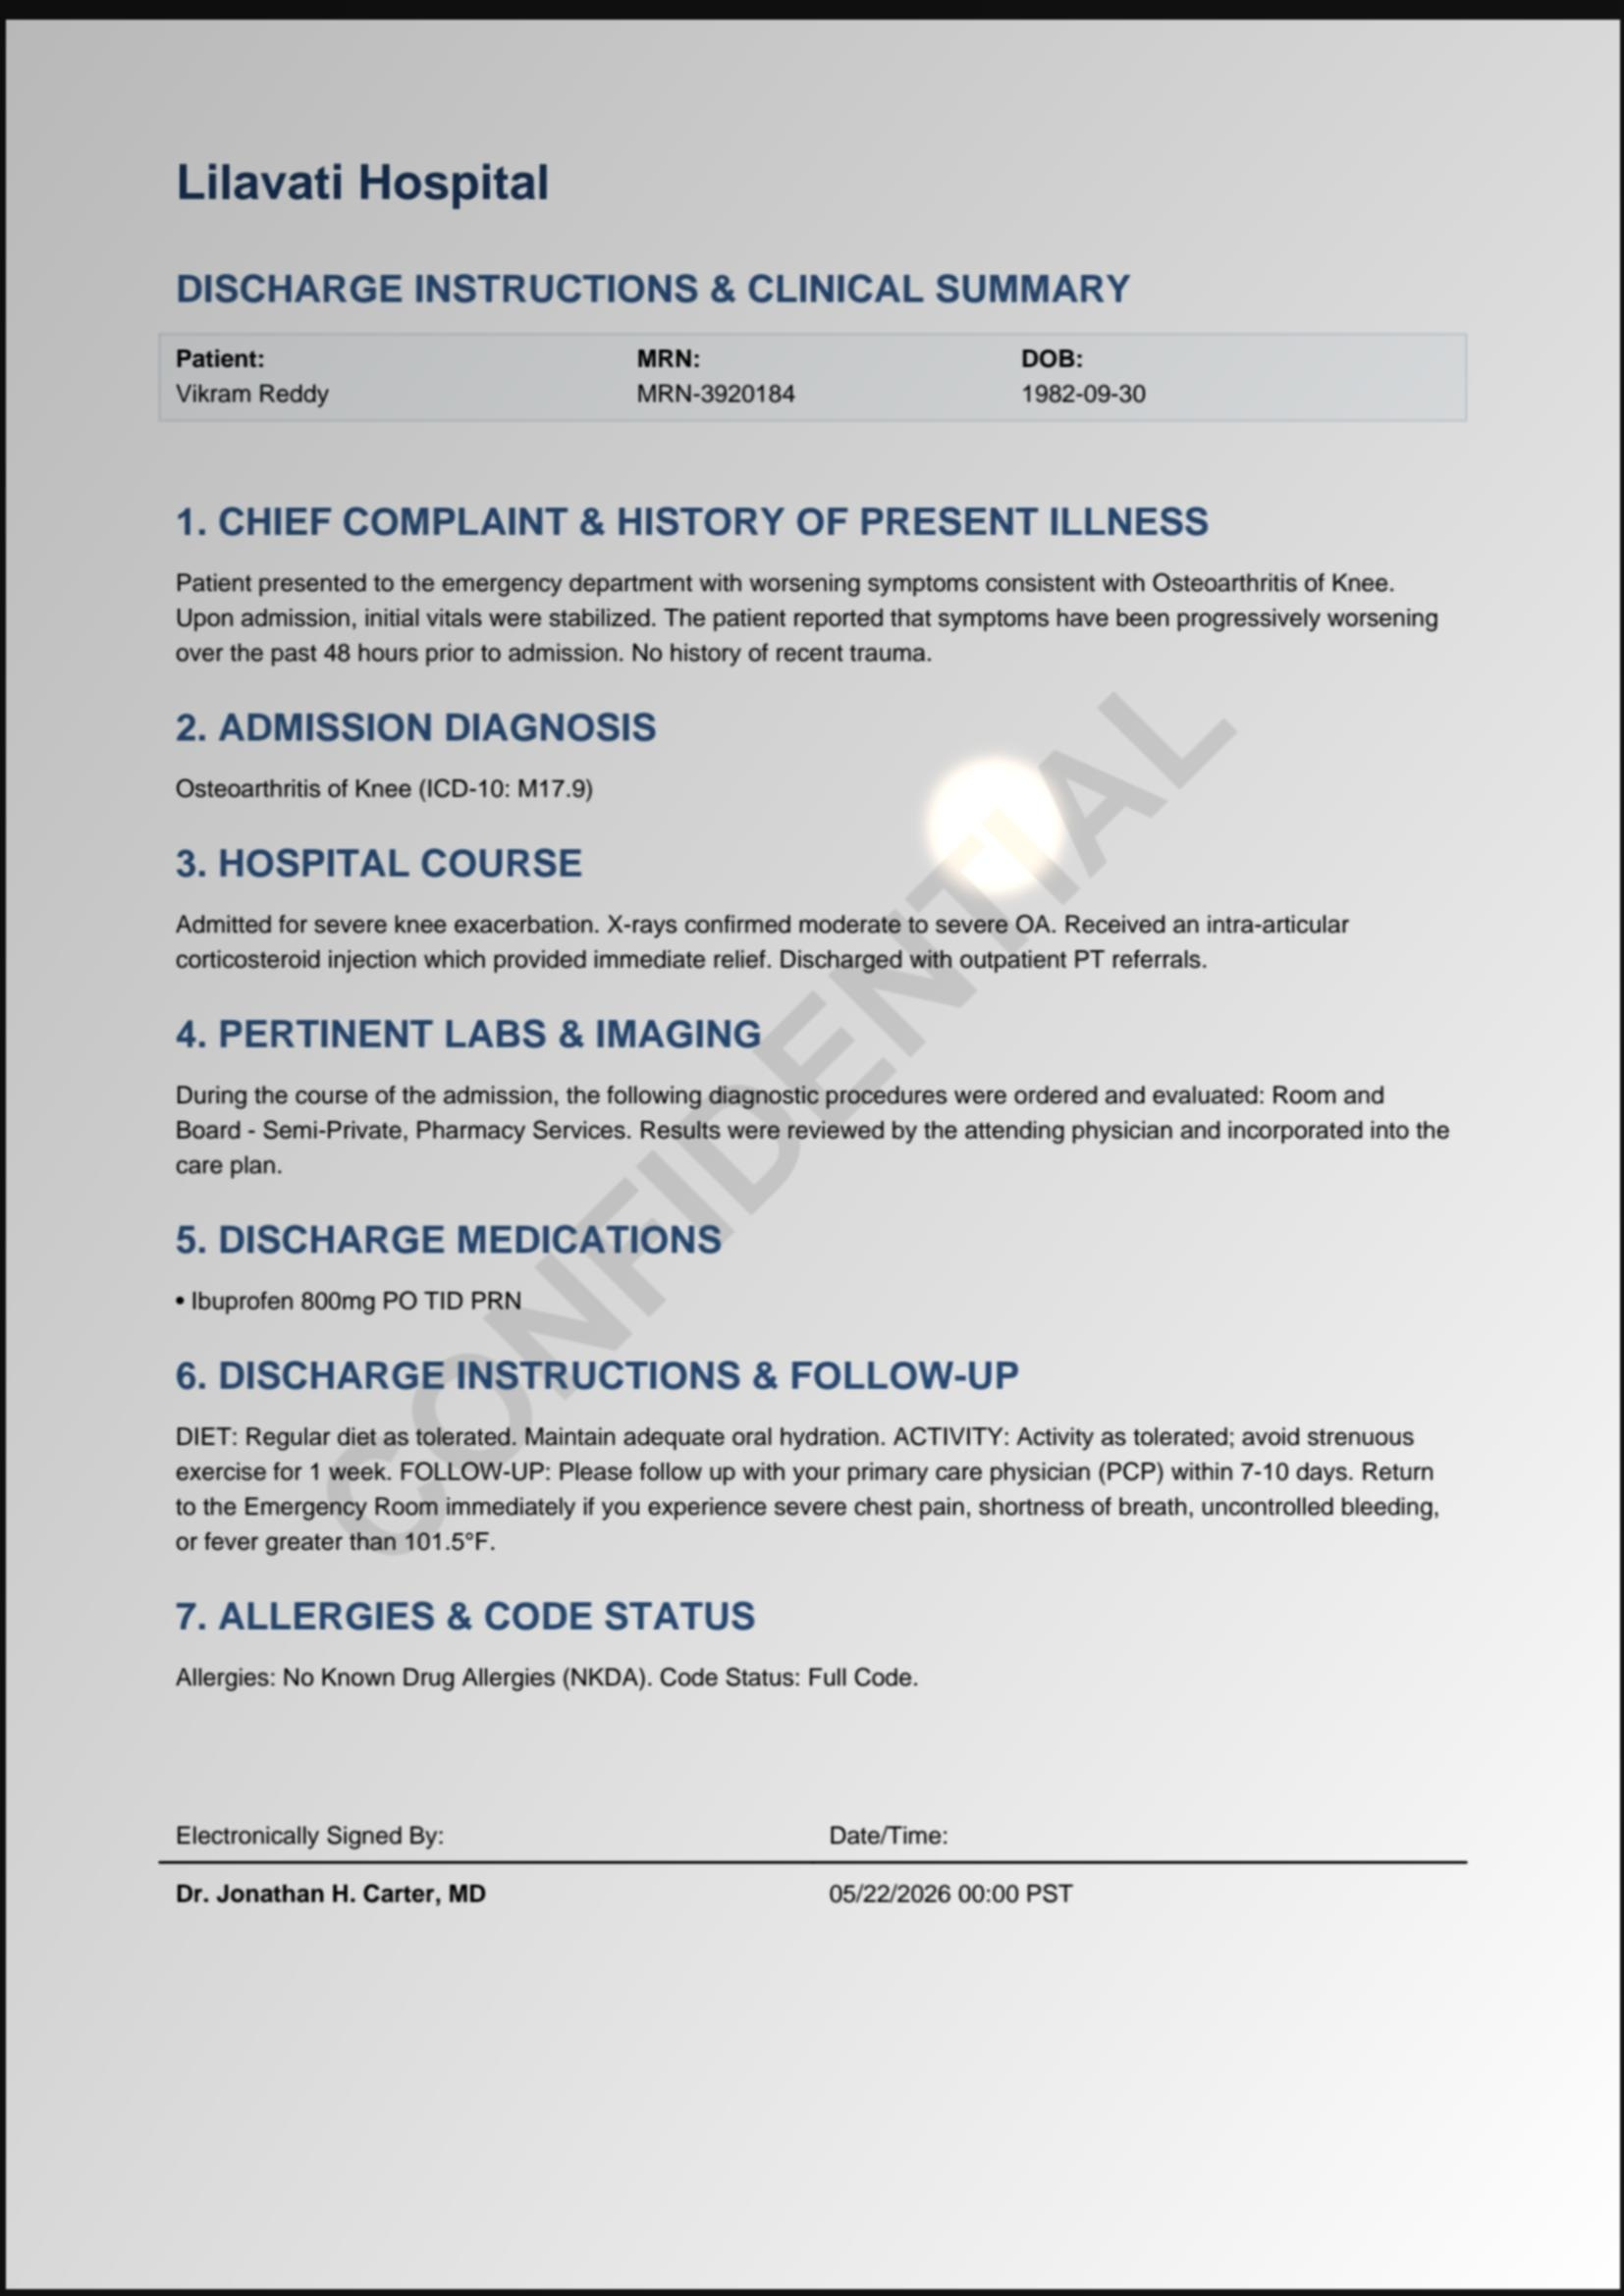 Lilavati Hospital
DISCHARGE INSTRUCTIONS & CLINICAL SUMMARY
Patient: MRN: DOB:
Vikram Reddy MRN-3920184 1982-09-30
1. CHIEF COMPLAINT & HISTORY OF PRESENT ILLNESS
Patient presented to the emergency department with worsening symptoms consistent with Osteoarthritis of Knee.
Upon admission, initial vitals were stabilized. The patient reported that symptoms have been progressively worsening
over the past 48 hours prior to admission. No history of recent trauma.
2. ADMISSION DIAGNOSIS
Osteoarthritis of Knee (ICD-10: M17.9)
3. HOSPITAL COURSE
Admitted for severe knee exacerbation. X-rays confirmed moderate to severe OA. Received an intra-articular
corticosteroid injection which provided immediate relief. Discharged with outpatient PT referrals.
4. PERTINENT LABS & IMAGING
During the course of the admission, the following diagnostic procedures were ordered and evaluated: Room and
Board - Semi-Private, Pharmacy Services. Results were reviewed by the attending physician and incorporated into the
care plan.
5. DISCHARGE MEDICATIONS
• Ibuprofen 800mg PO TID PRN
6. DISCHARGE INSTRUCTIONS & FOLLOW-UP
DIET: Regular diet as tolerated. Maintain adequate oral hydration. ACTIVITY: Activity as tolerated; avoid strenuous
exercise for 1 week. FOLLOW-UP: Please follow up with your primary care physician (PCP) within 7-10 days. Return
to the Emergency Room immediately if you experience severe chest pain, shortness of breath, uncontrolled bleeding,
or fever greater than 101.5°F.
7. ALLERGIES & CODE STATUS
Allergies: No Known Drug Allergies (NKDA). Code Status: Full Code.
Electronically Signed By: Date/Time:
Dr. Jonathan H. Carter, MD 05/22/2026 00:00 PST
CONFIDENTIAL